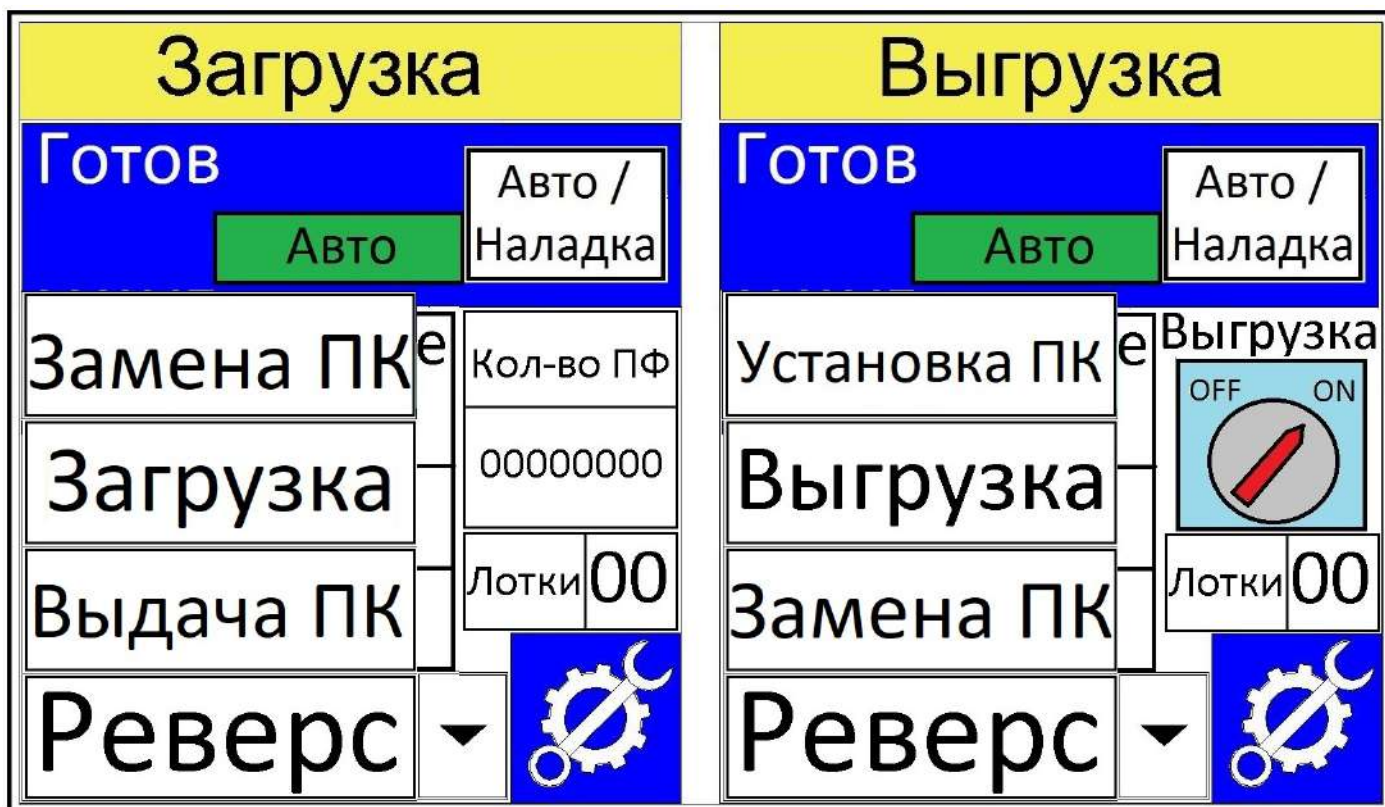 Загрузка
Готов
Авто /
Наладка
Авто
Замена ПК
е
Кол-во ПФ
Загрузка
00000000
Выдача ПК
Лотки 00
Реверс
Выгрузка
Готов
Авто /
Наладка
Авто
Установка ПК
е
Выгрузка
OFF ON
Выгрузка
Замена ПК
Лотки 00
Реверс